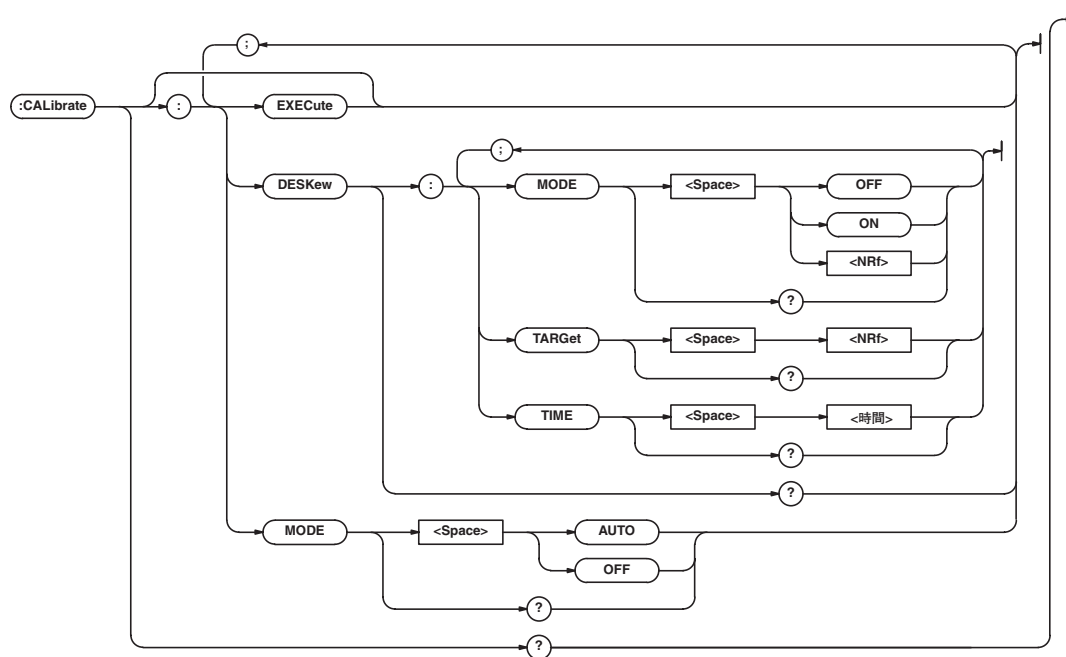 ;
:CALibrate : EXECute
;
DESKew : MODE <Space> OFF
ON
<NRf>
?
TARGet <Space> <NRf>
?
TIME <Space> <時間>
?
?
MODE <Space> AUTO
OFF
?
?